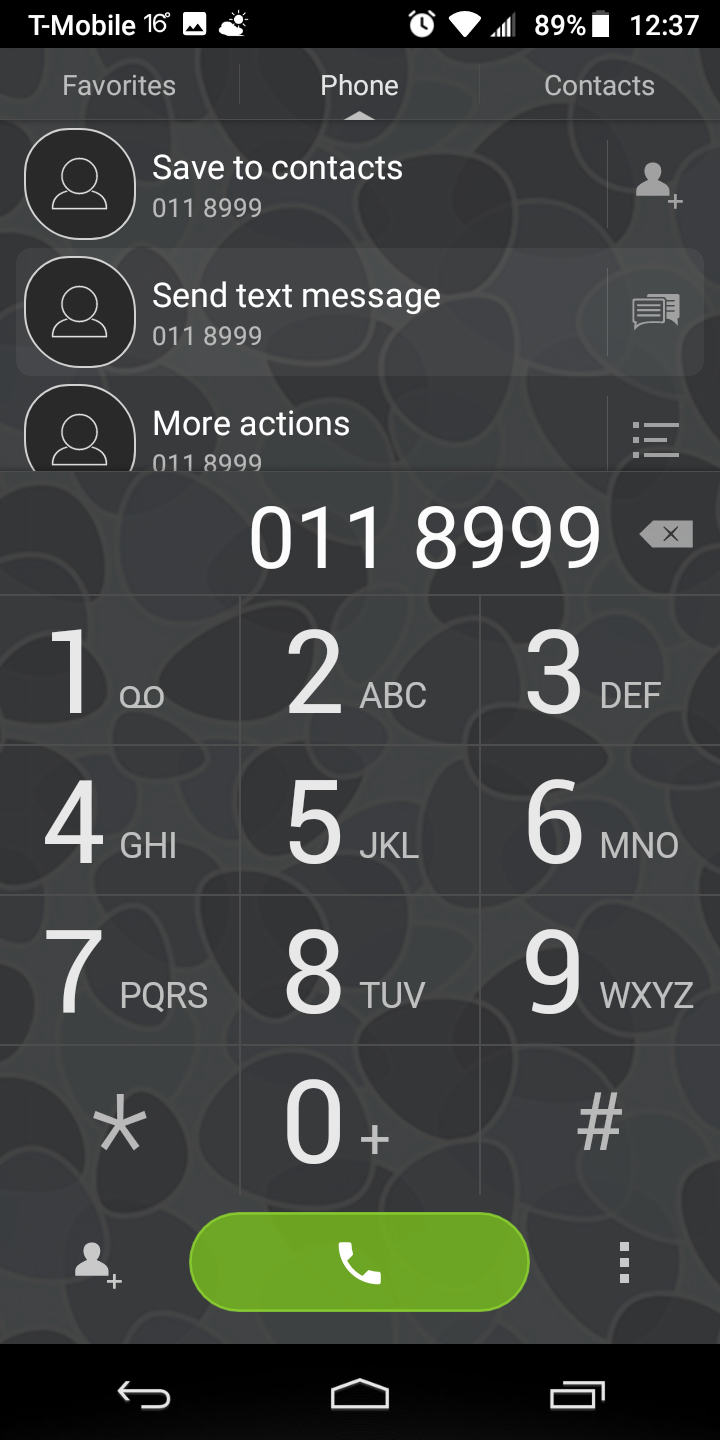 T-Mobile 16° 89% 12:37
Favorites Phone Contacts
Save to contacts
011 8999
Send text message
011 8999
More actions
011 8999
011 8999
1 2 ABC 3 DEF
4 GHI 5 JKL 6 MNO
7 PQRS 8 TUV 9 WXYZ
* 0 + #